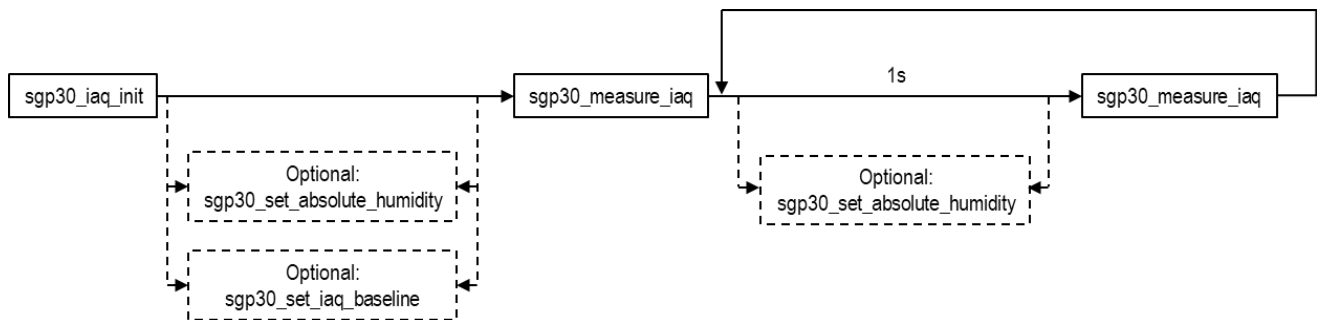 1s
sgp30_iaq_init
sgp30_measure_iaq
sgp30_measure_iaq
Optional:
sgp30_set_absolute_humidity
Optional:
sgp30_set_absolute_humidity
Optional:
sgp30_set_iaq_baseline